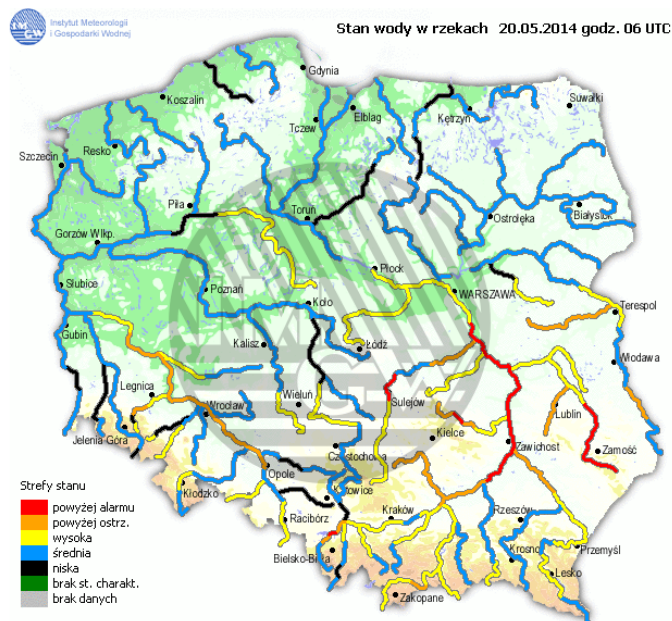 Instytut Meteorologii
i Gospodarki Wodnej
Stan wody w rzekach 20.05.2014 godz. 06 UTC
Gdynia
Koszalin
Suwałki
Elbląg
Kętrzyn
Tczew
Resko
Szczecin
Piła
Toruń
Ostrołęka
Białystok
Gorzów Wlkp.
Płock
Słubice
Poznań
WARSZAWA
Koło
Terespol
Gubin
Kalisz
Łódź
Włodawa
Legnica
Wieluń
Sulejów
Lublin
Wrocław
Jelenia-Góra
Kielce
Zawichost
Zamość
Częstochowa
Opole
Kłodzko
Katowice
Racibórz
Kraków
Rzeszów
Bielsko-Biała
Krosno
Przemyśl
Lesko
Zakopane
Strefy stanu
powyżej alarmu
powyżej ostrz.
wysoka
średnia
niska
brak st. charakt.
brak danych